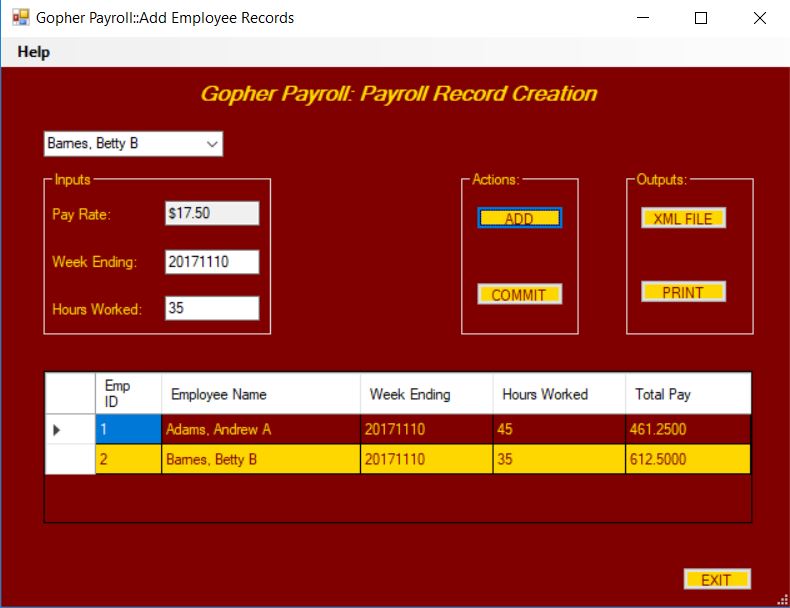 Gopher Payroll::Add Employee Records
Help
Gopher Payroll: Payroll Record Creation
Barnes, Betty B
Inputs
Pay Rate: $17.50
Week Ending: 20171110
Hours Worked: 35
Actions:
ADD
COMMIT
Outputs:
XML FILE
PRINT
Emp ID Employee Name Week Ending Hours Worked Total Pay
1 Adams, Andrew A 20171110 45 461.2500
2 Barnes, Betty B 20171110 35 612.5000
EXIT